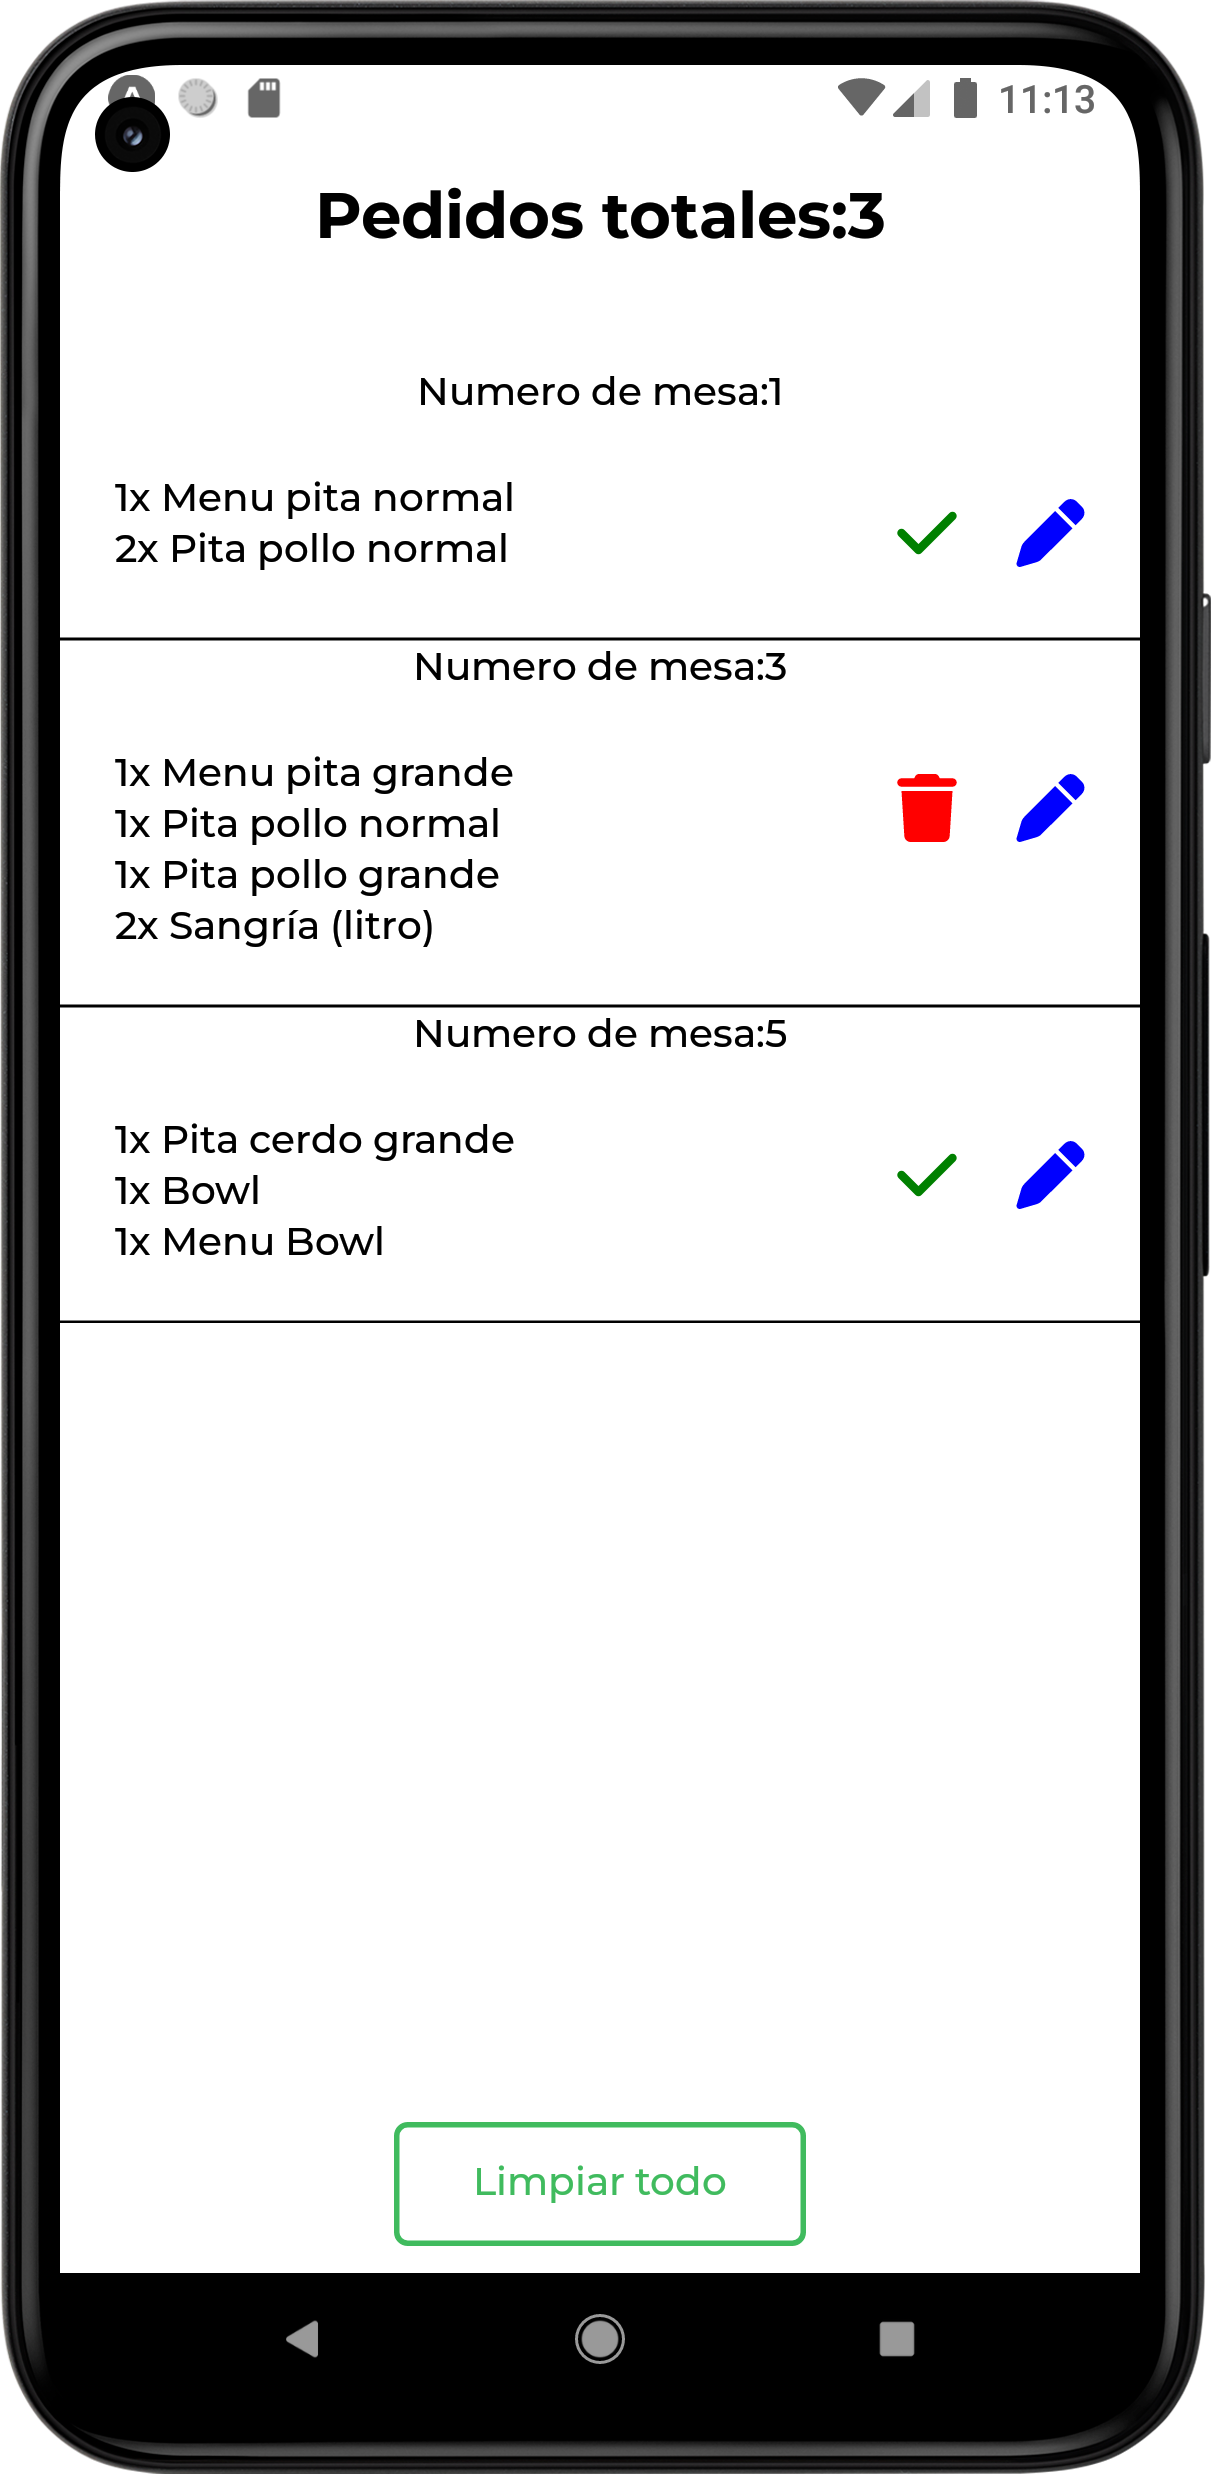 11:13
Pedidos totales:3
Numero de mesa:1
1x Menu pita normal
2x Pita pollo normal
Numero de mesa:3
1x Menu pita grande
1x Pita pollo normal
1x Pita pollo grande
2x Sangría (litro)
Numero de mesa:5
1x Pita cerdo grande
1x Bowl
1x Menu Bowl
Limpiar todo